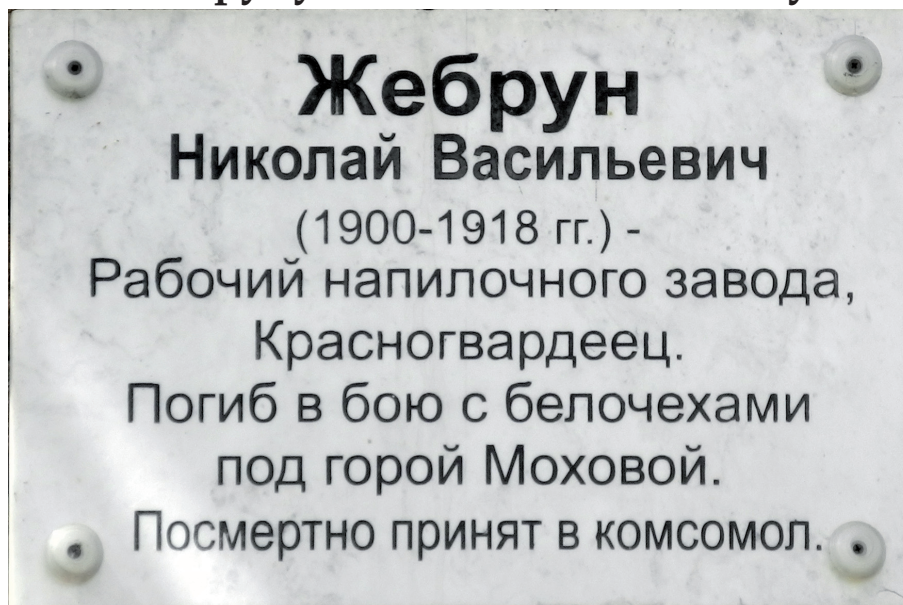 Жебрун
Николай Васильевич
(1900-1918 гг.) -
Рабочий напилочного завода,
Красногвардеец.
Погиб в бою с белочехами
под горой Моховой.
Посмертно принят в комсомол.